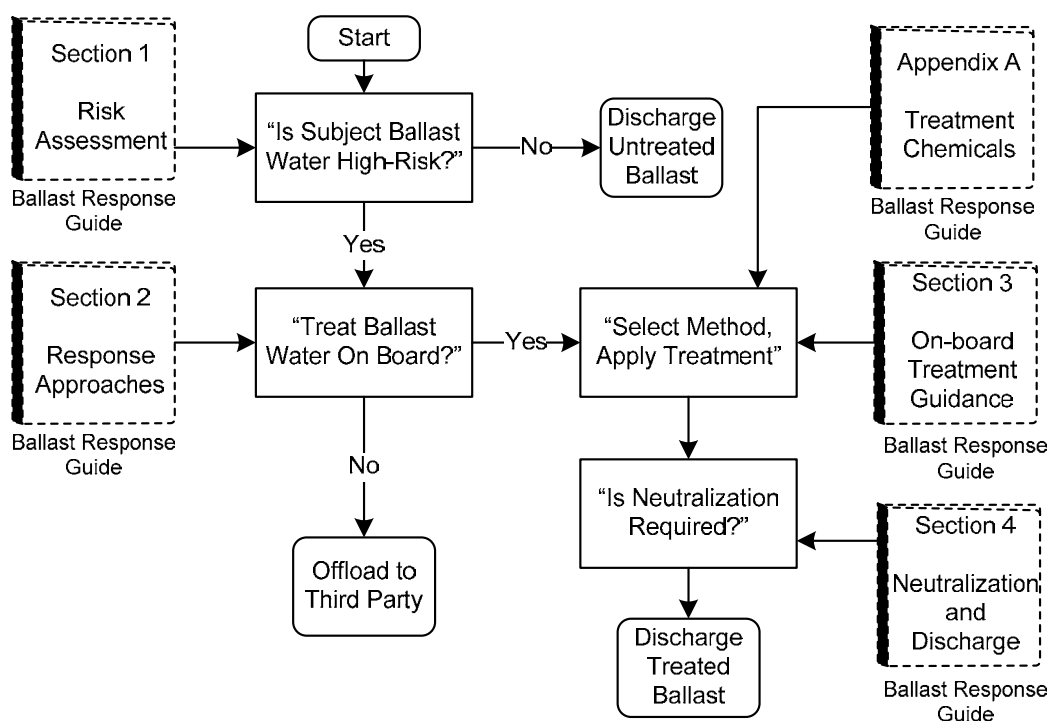 Start
Section 1
Risk
Assessment
Ballast Response
Guide
“Is Subject Ballast
Water High-Risk?”
No
Discharge
Untreated
Ballast
Appendix A
Treatment
Chemicals
Ballast Response
Guide
Yes
Section 2
Response
Approaches
Ballast Response
Guide
“Treat Ballast
Water On Board?”
Yes
“Select Method,
Apply Treatment”
Section 3
On-board
Treatment
Guidance
Ballast Response
Guide
No
Offload to
Third Party
“Is Neutralization
Required?”
Section 4
Neutralization
and
Discharge
Ballast Response
Guide
Discharge
Treated
Ballast